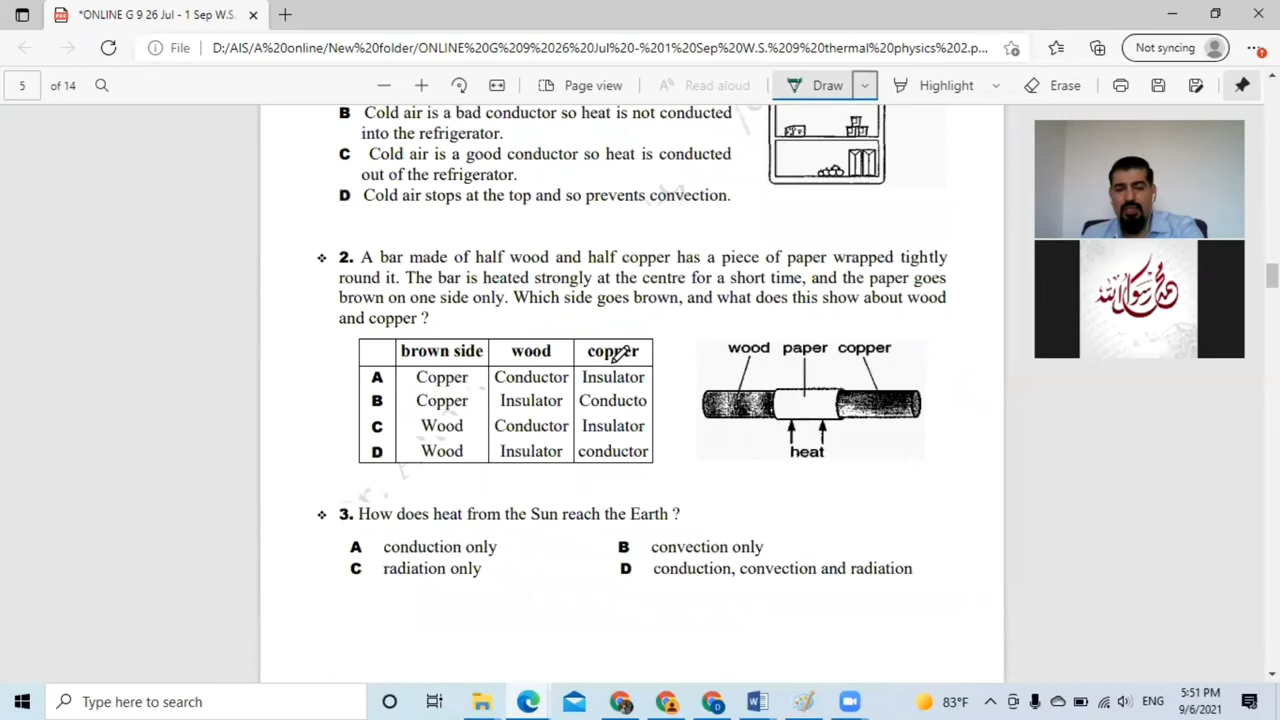 *ONLINE G 9 26 Jul - 1 Sep W.S.
File
D:/AIS/A%20online/New%20folder/ONLINE%20G%209%2026%20Jul%20-%201%20Sep%20W.S.%209%20thermal%20physics%202.p...
Not syncing
5 of 14
Page view
Read aloud
Draw
Highlight
Erase
B Cold air is a bad conductor so heat is not conducted
into the refrigerator.
C Cold air is a good conductor so heat is conducted
out of the refrigerator.
D Cold air stops at the top and so prevents convection.
2. A bar made of half wood and half copper has a piece of paper wrapped tightly
round it. The bar is heated strongly at the centre for a short time, and the paper goes
brown on one side only. Which side goes brown, and what does this show about wood
and copper ?
brown side wood copper
A Copper Conductor Insulator
B Copper Insulator Conducto
C Wood Conductor Insulator
D Wood Insulator conductor
wood paper copper
heat
3. How does heat from the Sun reach the Earth ?
A conduction only B convection only
C radiation only D conduction, convection and radiation
محمد رسول الله
Type here to search
83°F
ENG
5:51 PM
9/6/2021